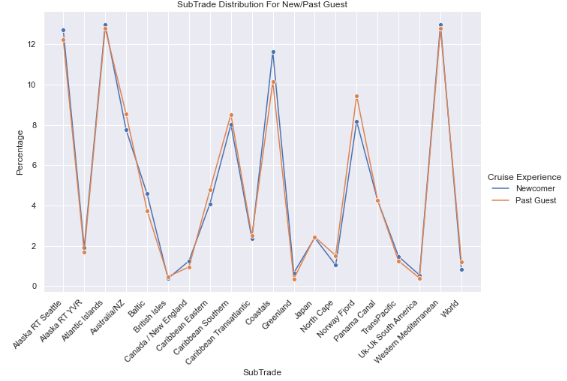 SubTrade Distribution For New/Past Guest
Percentage
12
10
8
6
4
2
0
Cruise Experience
Newcomer
Past Guest
Alaska RT Seattle
Alaska RT YVR
Atlantic Islands
Australia/NZ
Baltic
British Isles
Canada / New England
Caribbean Eastern
Caribbean Southern
Caribbean Transatlantic
Coastals
Greenland
Japan
North Cape
Norway Fjord
Panama Canal
TransPacific
Uk-Uk South America
Western Mediterranean
World
SubTrade